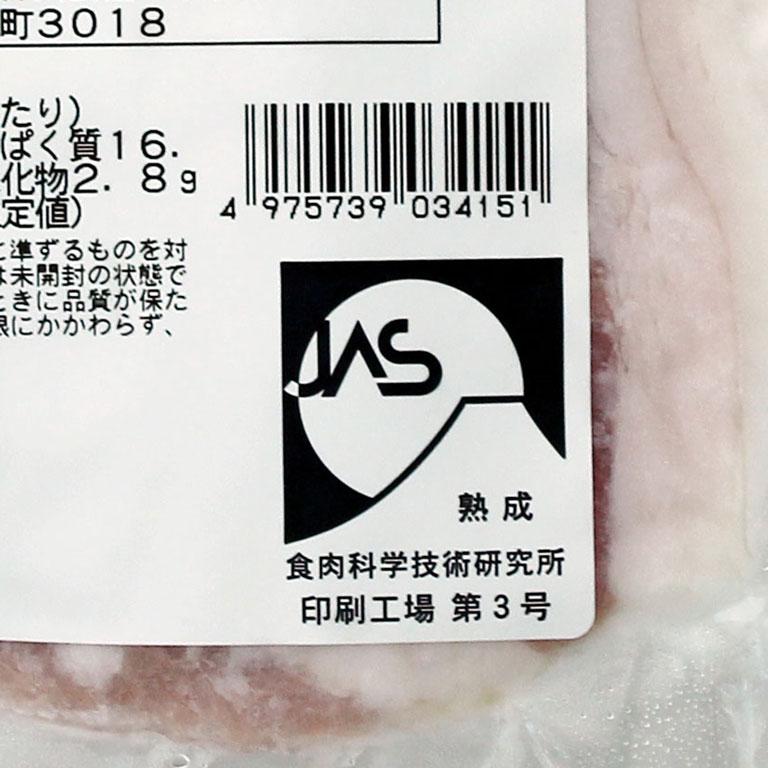 町3018
たり)
ぱく質16.
化物2.8g
定値)
4 975739 034151
準ずるものを対
は未開封の状態で
ときに品質が保た
限にかかわらず、
JAS
熟成
食肉科学技術研究所
印刷工場 第3号